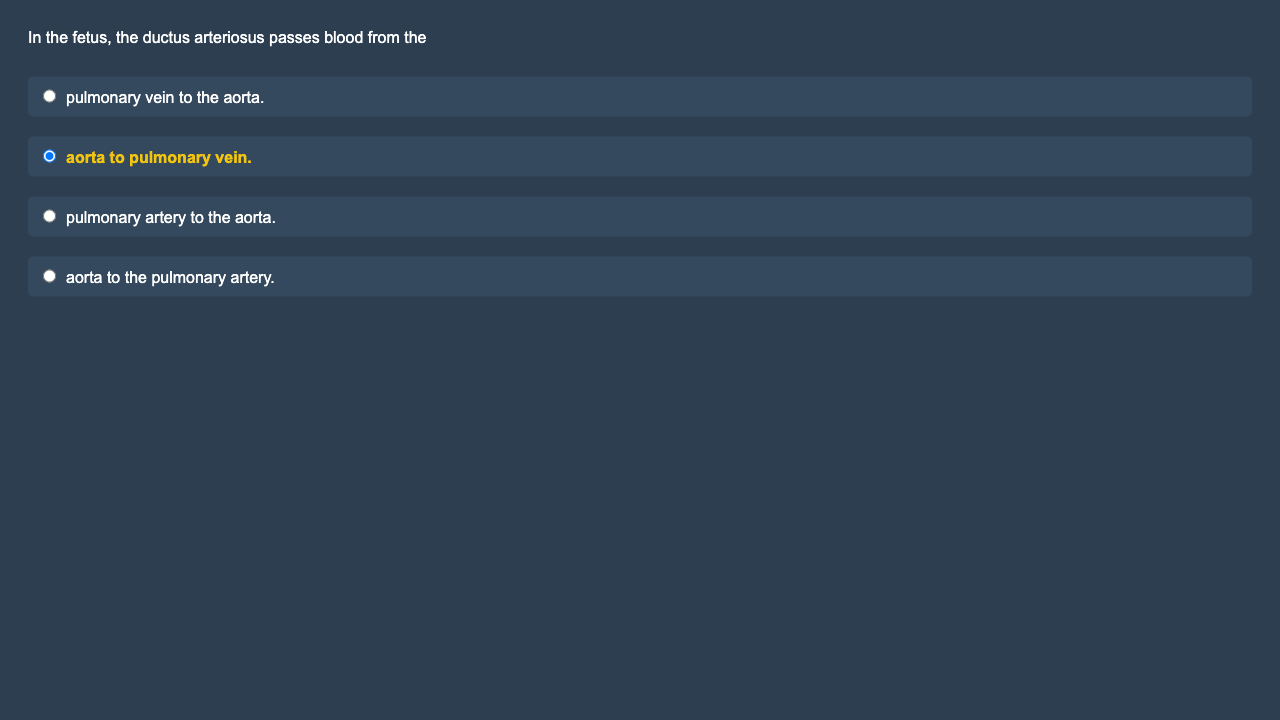 In the fetus, the ductus arteriosus passes blood from the
pulmonary vein to the aorta.
aorta to pulmonary vein.
pulmonary artery to the aorta.
aorta to the pulmonary artery.